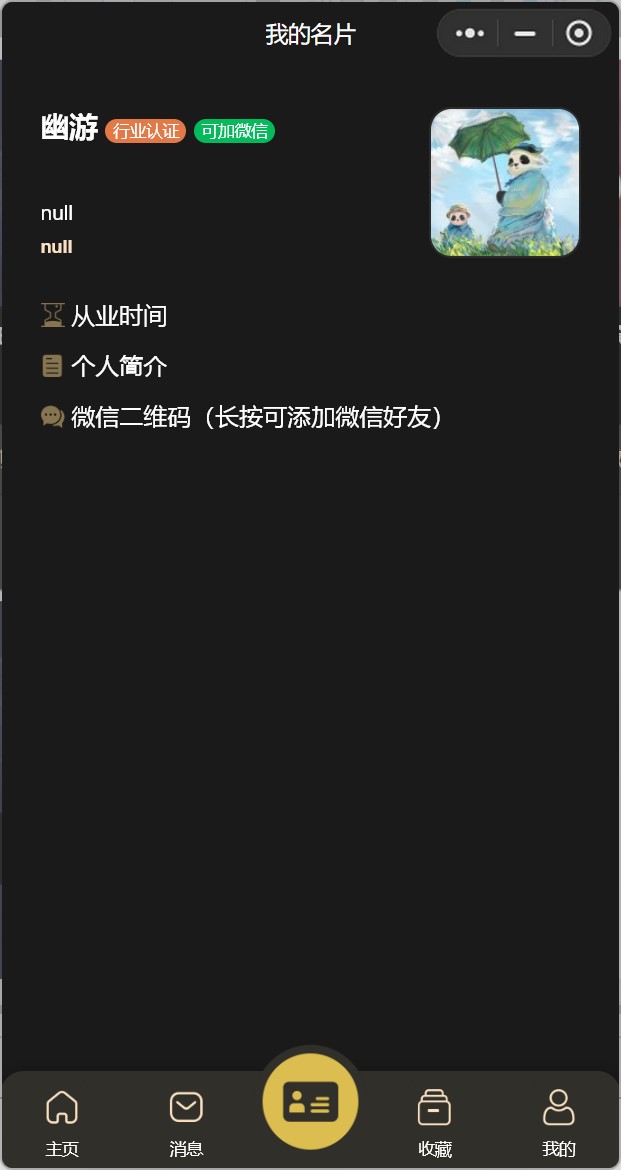 我的名片
幽游 行业认证 可加微信
null
null
从业时间
个人简介
微信二维码（长按可添加微信好友）
主页 消息 收藏 我的